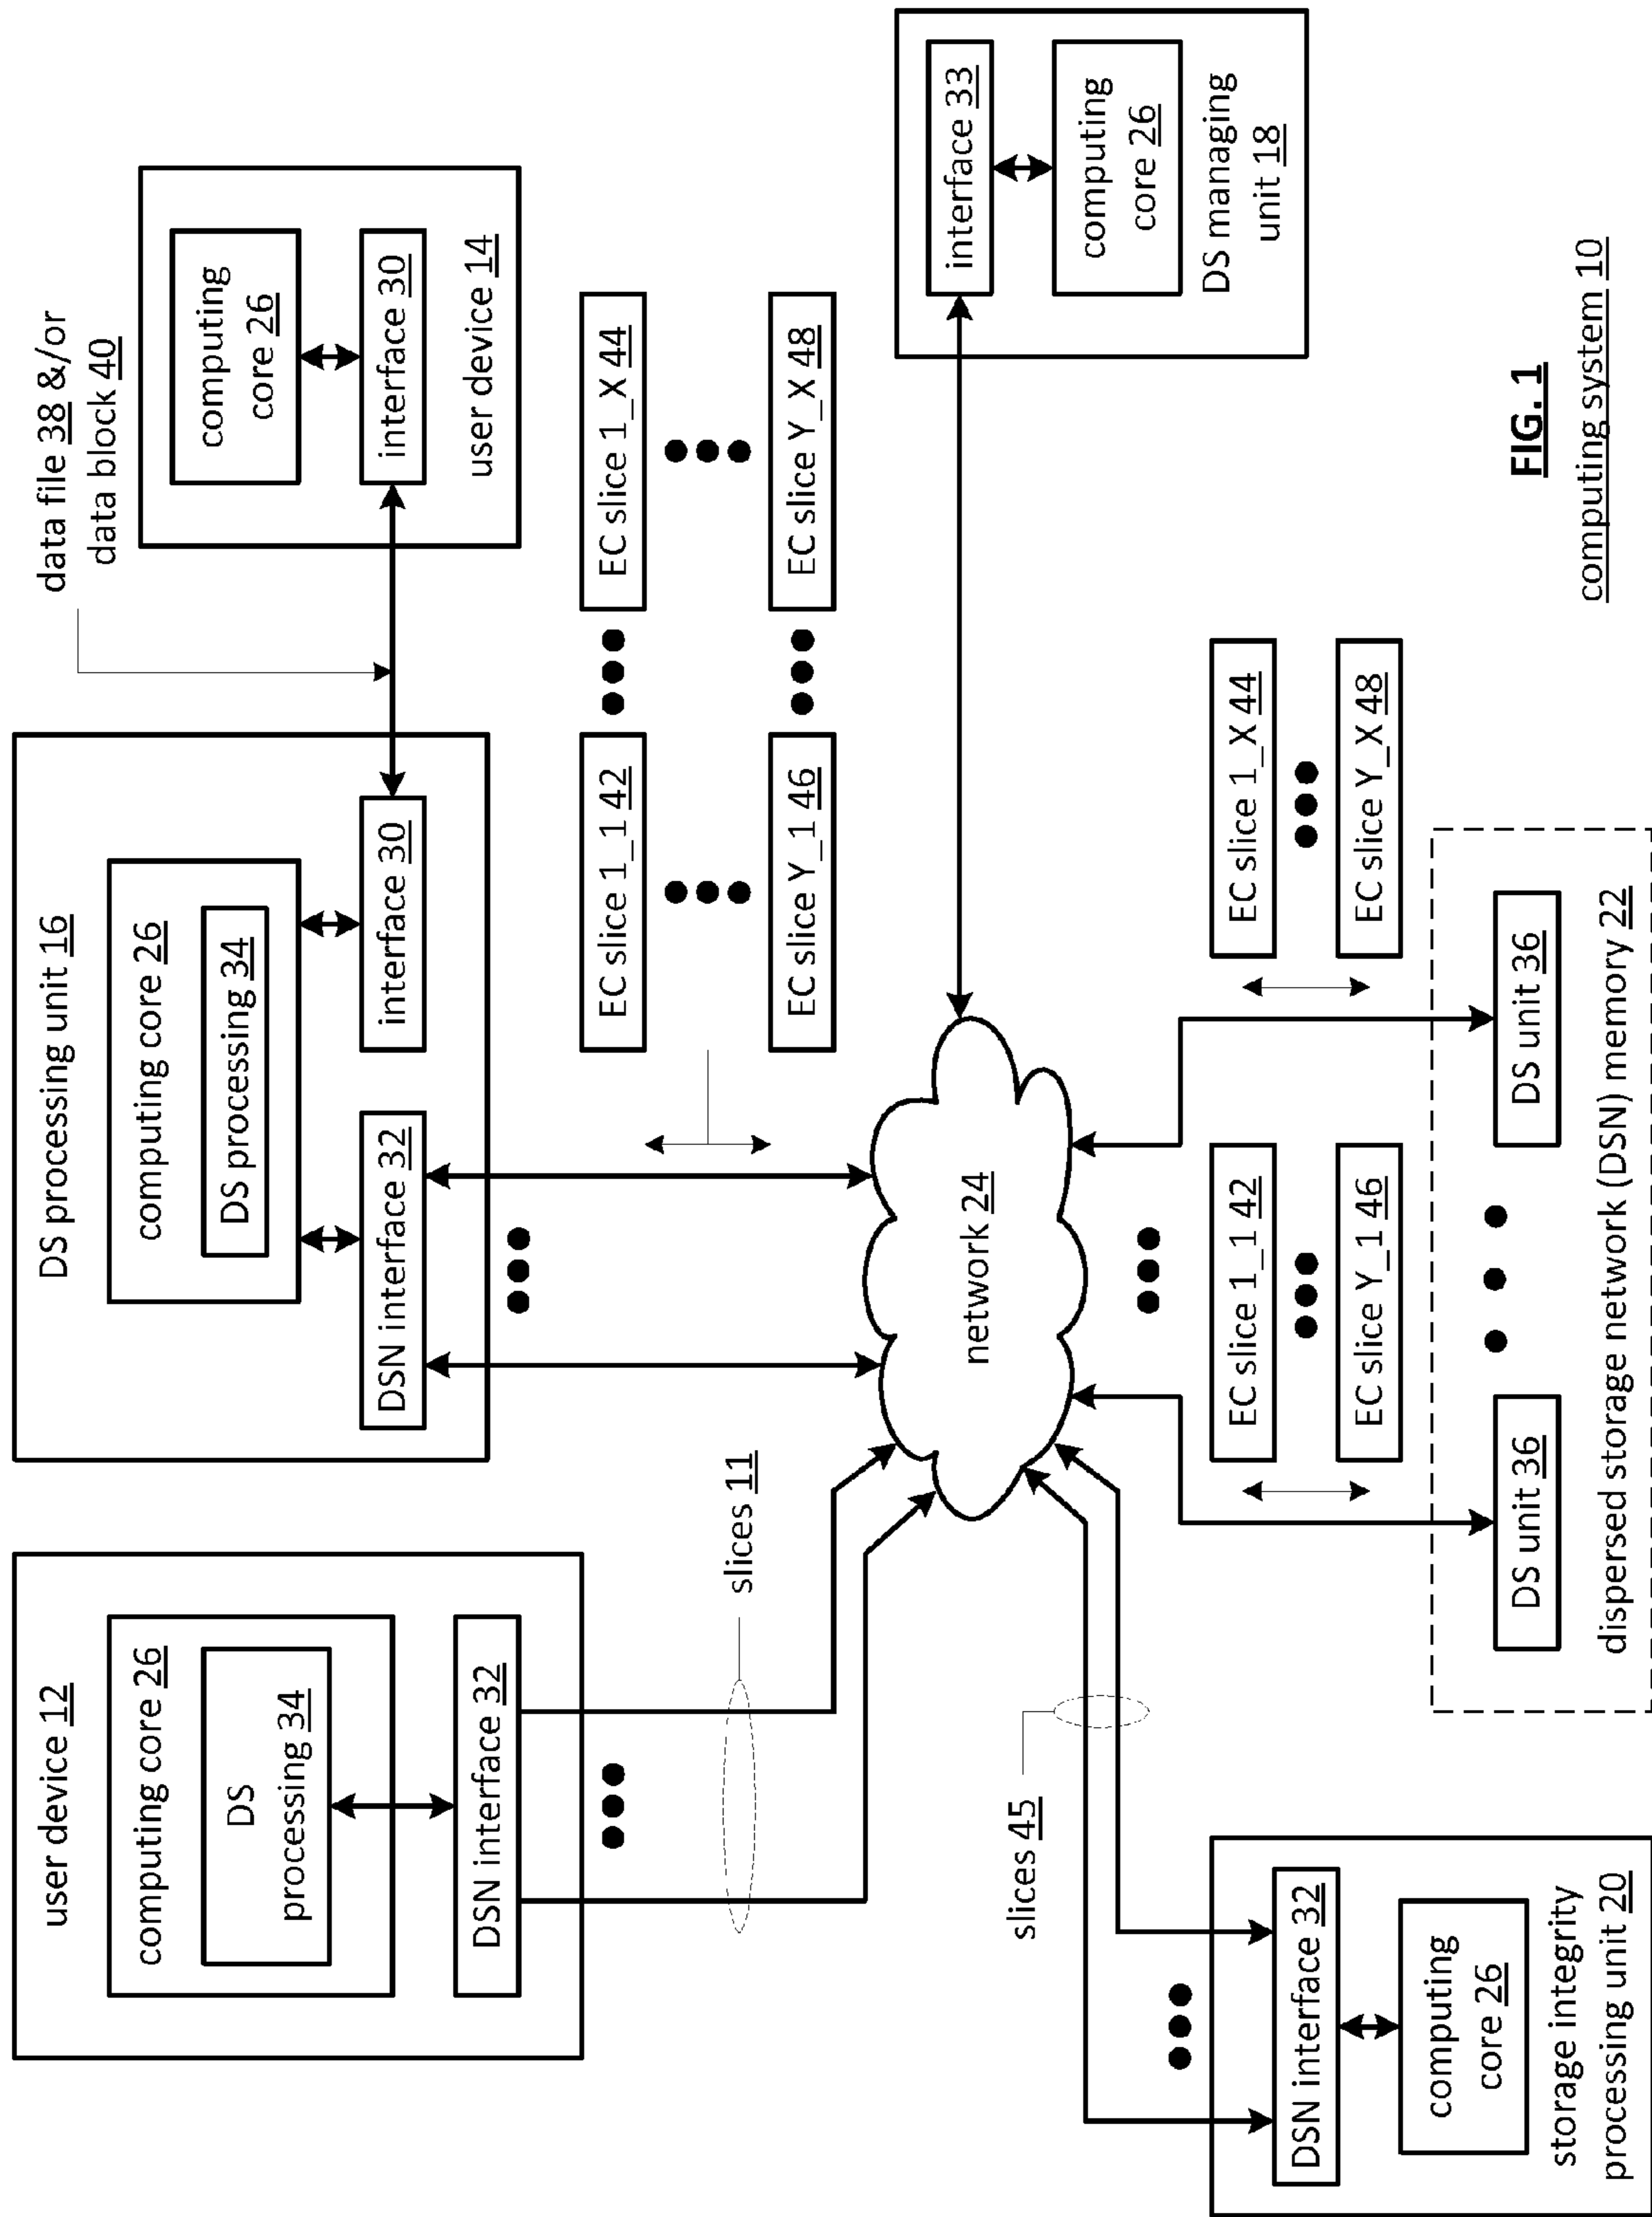 user device 12
computing core 26
DS
processing 34
DSN interface 32
DS processing unit 16
computing core 26
DS processing 34
DSN interface 32
interface 30
data file 38 &/or
data block 40
computing
core 26
interface 30
user device 14
slices 11
EC slice 1_1 42
EC slice 1_X 44
EC slice Y_1 46
EC slice Y_X 48
network 24
interface 33
computing
core 26
DS managing
unit 18
slices 45
DSN interface 32
computing
core 26
storage integrity
processing unit 20
EC slice 1_1 42
EC slice Y_1 46
EC slice 1_X 44
EC slice Y_X 48
DS unit 36
DS unit 36
dispersed storage network (DSN) memory 22
FIG. 1
computing system 10